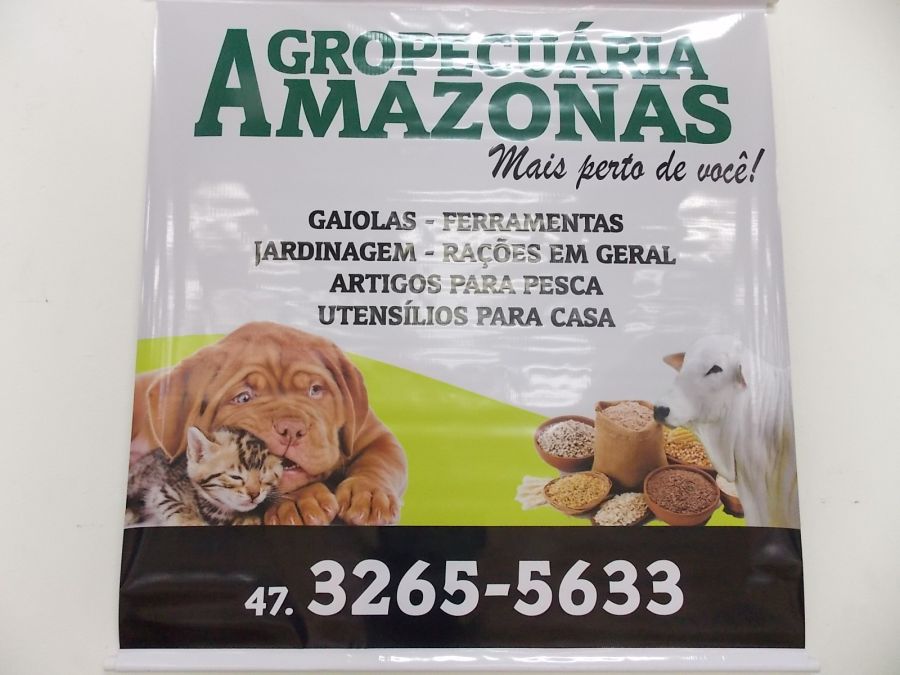 AGROPECUÁRIA
AMAZONAS
Mais perto de você!
GAIOLAS - FERRAMENTAS
JARDINAGEM - RAÇÕES EM GERAL
ARTIGOS PARA PESCA
UTENSÍLIOS PARA CASA
47. 3265-5633